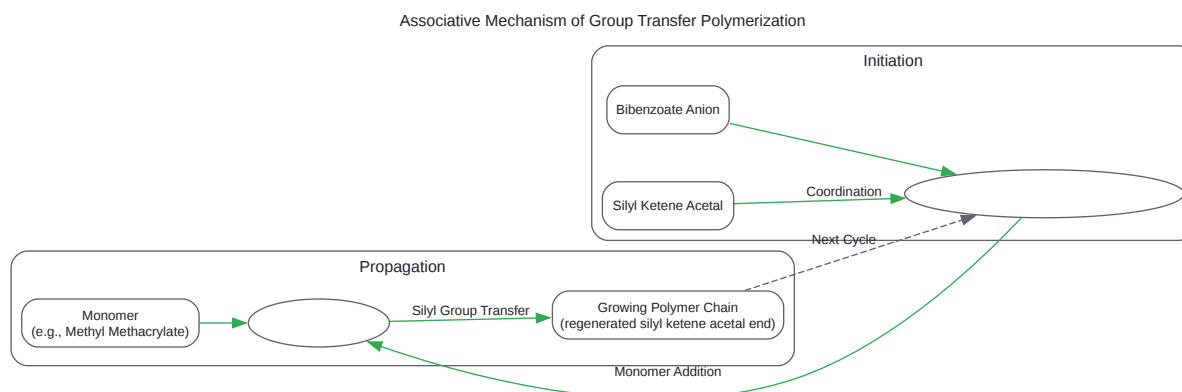 Associative Mechanism of Group Transfer Polymerization
Initiation
Bibenzoate Anion
Silyl Ketene Acetal
Coordination
Next Cycle
Propagation
Monomer
(e.g., Methyl Methacrylate)
Silyl Group Transfer
Growing Polymer Chain
(regenerated silyl ketene acetal end)
Monomer Addition